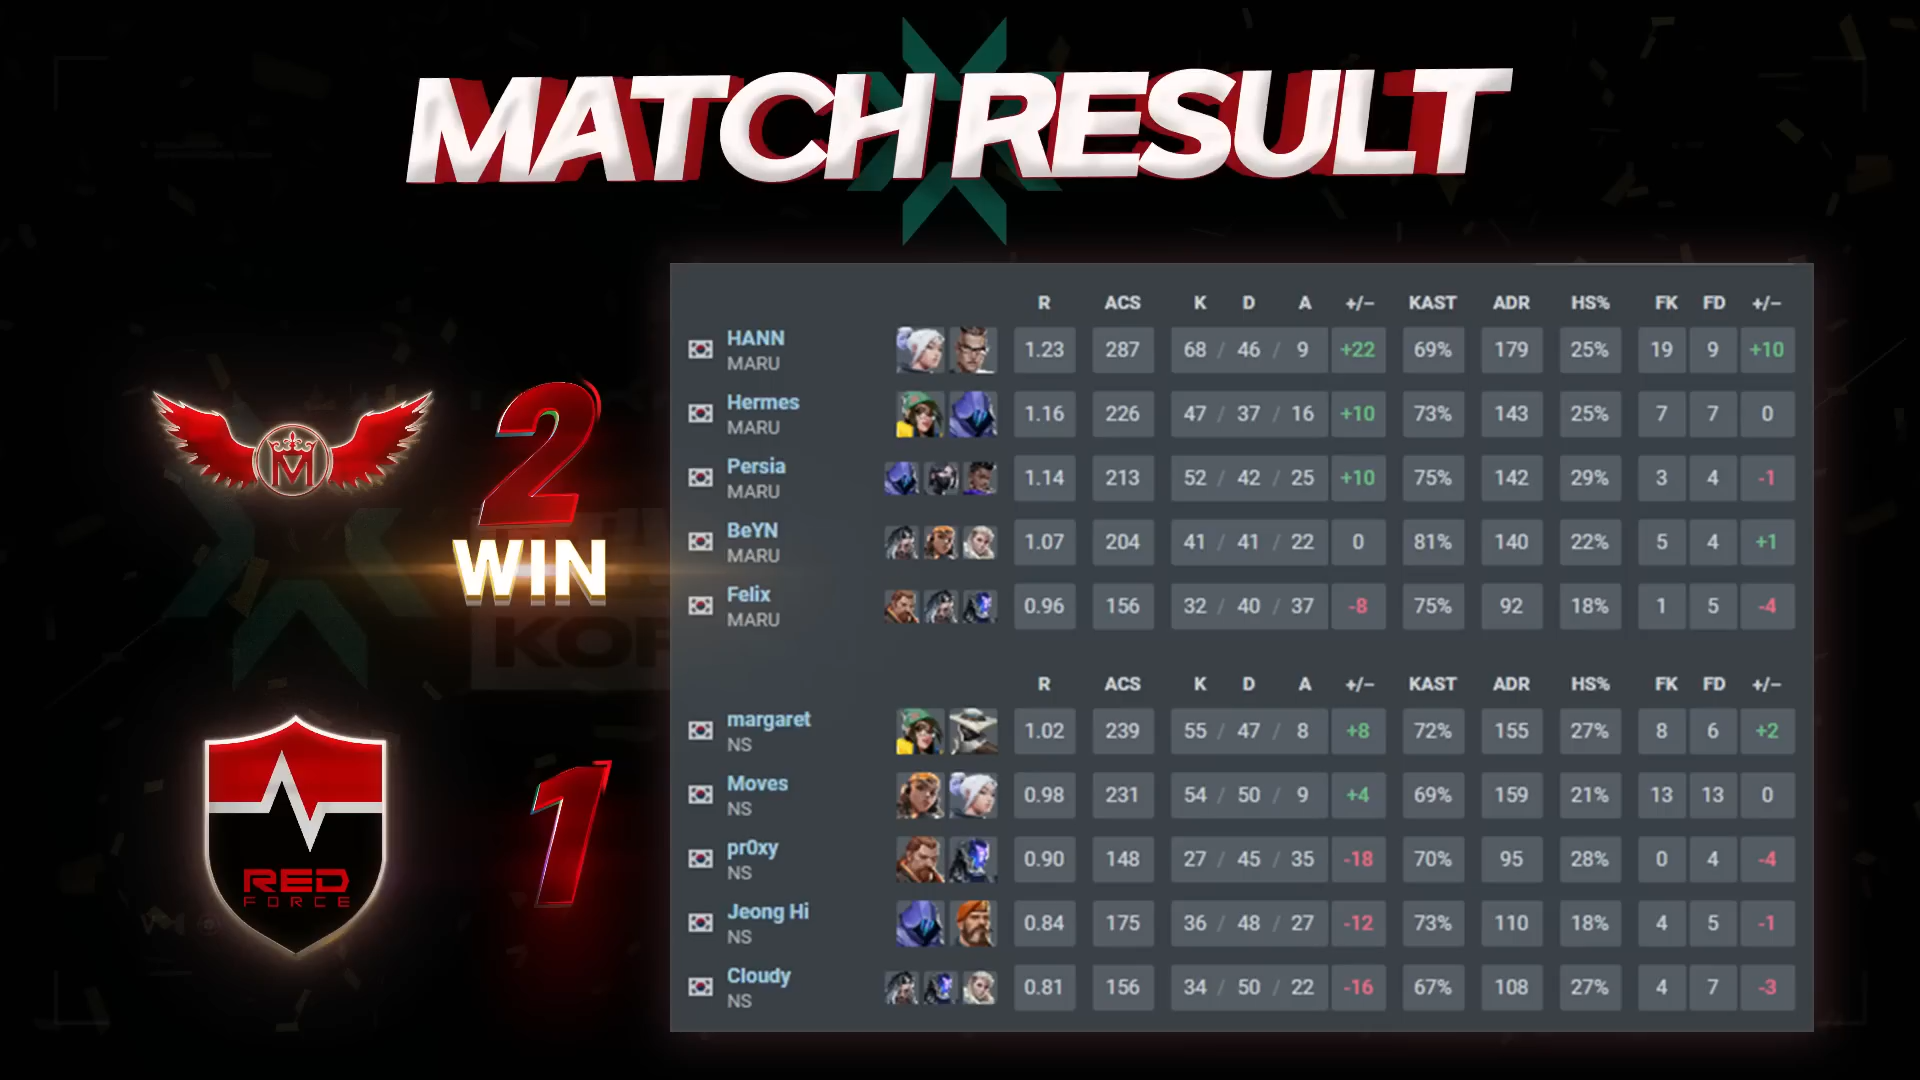 MATCH RESULT
2
WIN
M
RED
FORCE
1
R ACS K D A +/– KAST ADR HS% FK FD +/–
HANN 1.23 287 68 / 46 / 9 +22 69% 179 25% 19 9 +10
MARU
Hermes 1.16 226 47 / 37 / 16 +10 73% 143 25% 7 7 0
MARU
Persia 1.14 213 52 / 42 / 25 +10 75% 142 29% 3 4 -1
MARU
BeYN 1.07 204 41 / 41 / 22 0 81% 140 22% 5 4 +1
MARU
Felix 0.96 156 32 / 40 / 37 -8 75% 92 18% 1 5 -4
MARU
R ACS K D A +/– KAST ADR HS% FK FD +/–
margaret 1.02 239 55 / 47 / 8 +8 72% 155 27% 8 6 +2
NS
Moves 0.98 231 54 / 50 / 9 +4 69% 159 21% 13 13 0
NS
pr0xy 0.90 148 27 / 45 / 35 -18 70% 95 28% 0 4 -4
NS
Jeong Hi 0.84 175 36 / 48 / 27 -12 73% 110 18% 4 5 -1
NS
Cloudy 0.81 156 34 / 50 / 22 -16 67% 108 27% 4 7 -3
NS